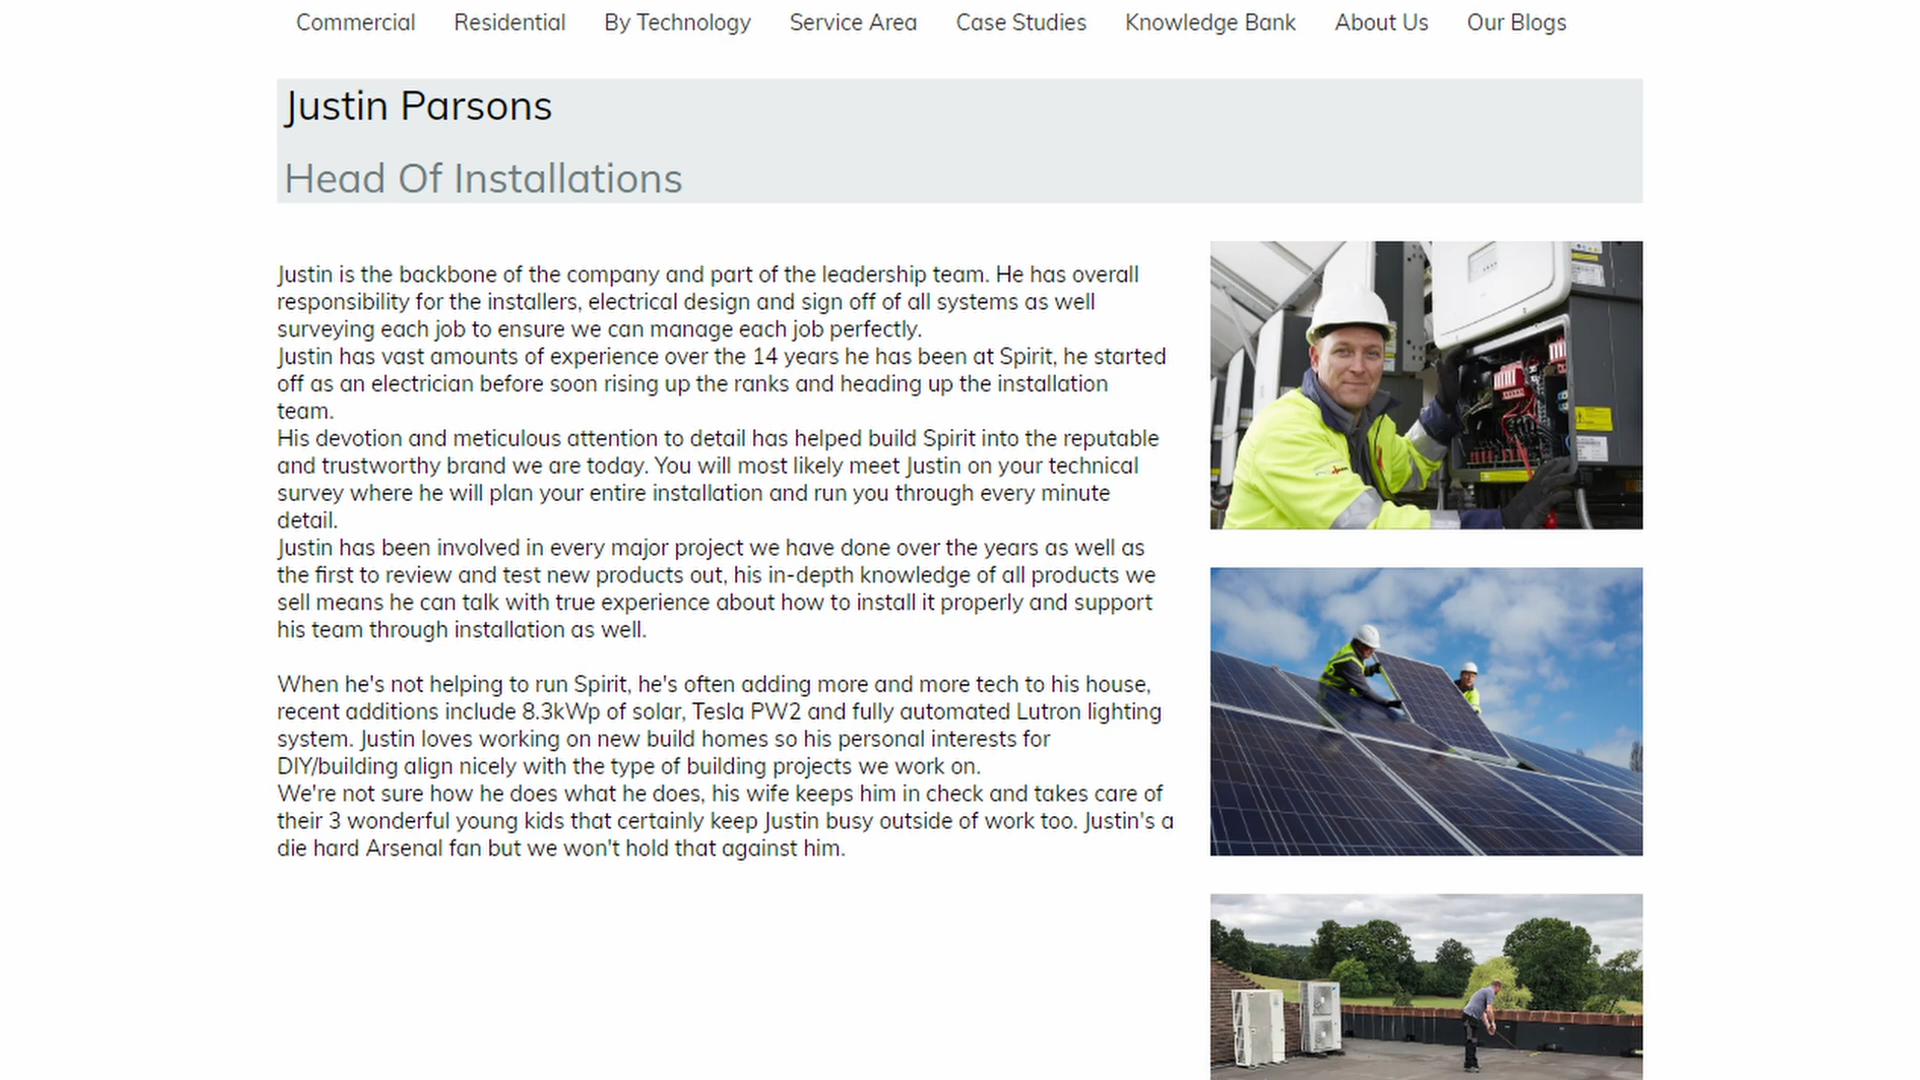 Commercial Residential By Technology Service Area Case Studies Knowledge Bank About Us Our Blogs
Justin Parsons
Head Of Installations
Justin is the backbone of the company and part of the leadership team. He has overall
responsibility for the installers, electrical design and sign off of all systems as well
surveying each job to ensure we can manage each job perfectly.
Justin has vast amounts of experience over the 14 years he has been at Spirit, he started
off as an electrician before soon rising up the ranks and heading up the installation
team.
His devotion and meticulous attention to detail has helped build Spirit into the reputable
and trustworthy brand we are today. You will most likely meet Justin on your technical
survey where he will plan your entire installation and run you through every minute
detail.
Justin has been involved in every major project we have done over the years as well as
the first to review and test new products out, his in-depth knowledge of all products we
sell means he can talk with true experience about how to install it properly and support
his team through installation as well.
When he's not helping to run Spirit, he's often adding more and more tech to his house,
recent additions include 8.3kWp of solar, Tesla PW2 and fully automated Lutron lighting
system. Justin loves working on new build homes so his personal interests for
DIY/building align nicely with the type of building projects we work on.
We're not sure how he does what he does, his wife keeps him in check and takes care of
their 3 wonderful young kids that certainly keep Justin busy outside of work too. Justin's a
die hard Arsenal fan but we won't hold that against him.